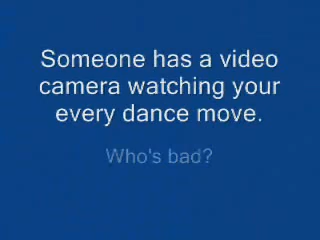 Someone has a video
camera watching your
every dance move.
Who's bad?